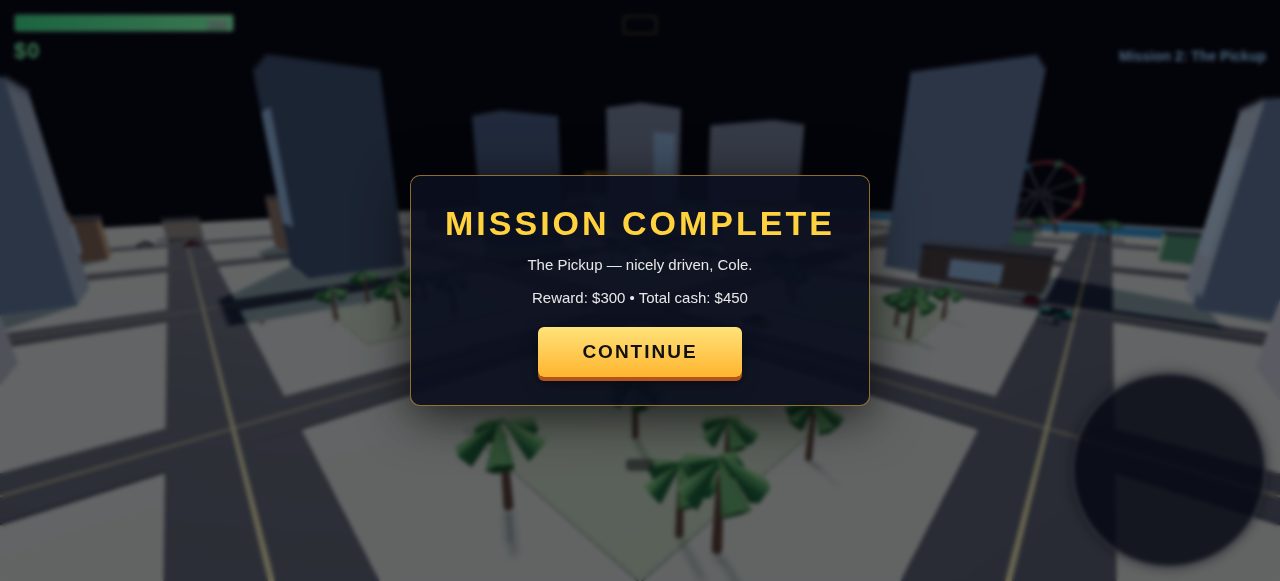 $0
Mission 2: The Pickup
MISSION COMPLETE
The Pickup — nicely driven, Cole.
Reward: $300 • Total cash: $450
CONTINUE